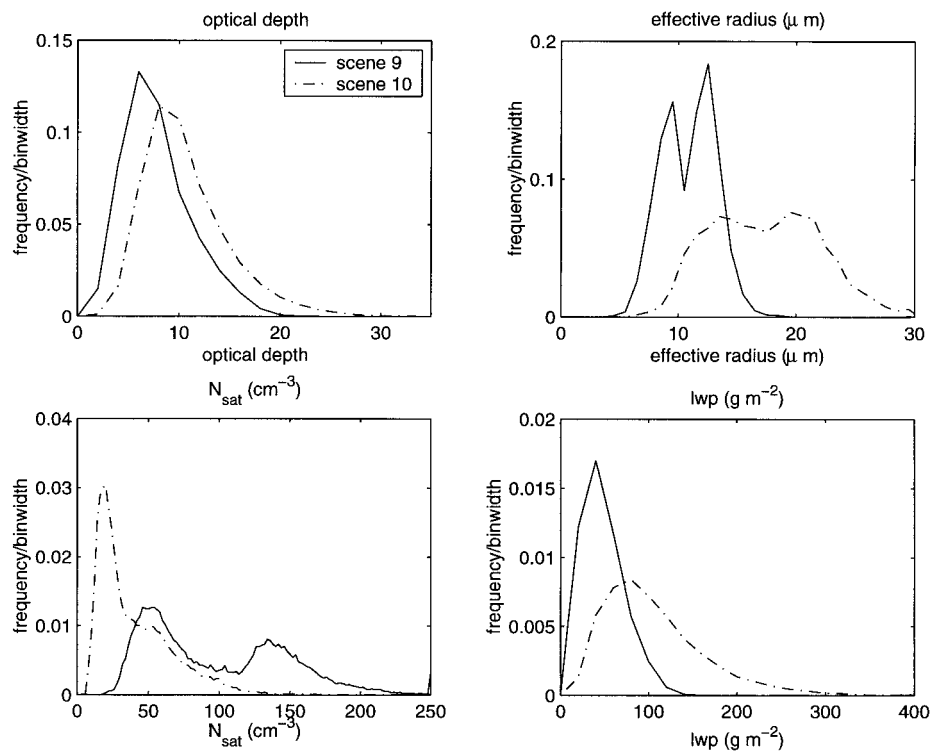 optical depth
0.15
0.1
0.05
0
frequency/binwidth
scene 9
scene 10
0 10 20 30
optical depth
effective radius (μ m)
0.2
0.1
0
frequency/binwidth
0 10 20 30
effective radius (μ m)
N_sat (cm⁻³)
0.04
0.03
0.02
0.01
0
frequency/binwidth
0 50 100 150 200 250
N_sat (cm⁻³)
lwp (g m⁻²)
0.02
0.015
0.01
0.005
0
frequency/binwidth
0 100 200 300 400
lwp (g m⁻²)